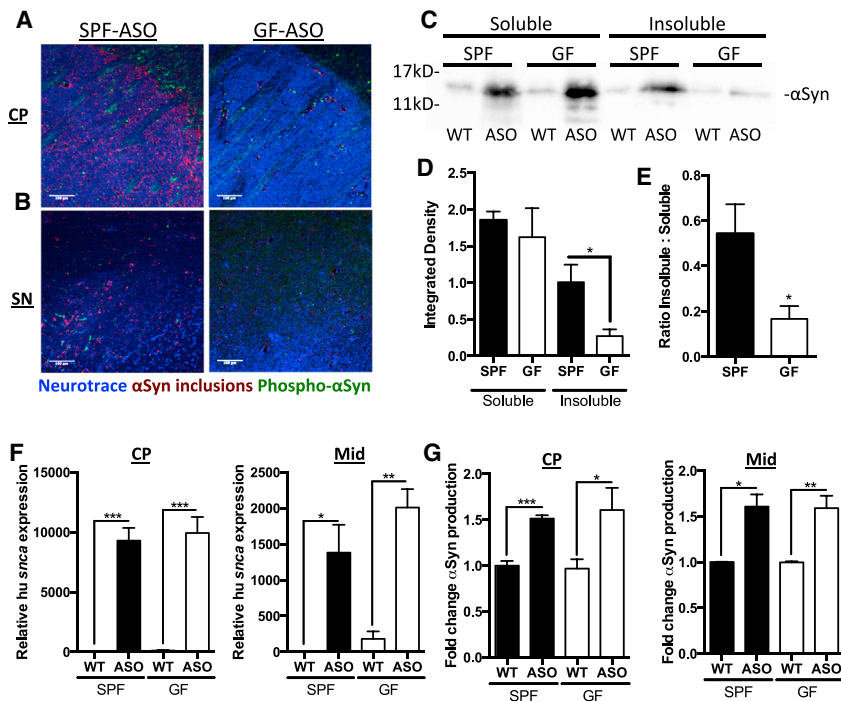 A
SPF-ASO
GF-ASO
CP
B
SN
Neurotrace αSyn inclusions Phospho-αSyn
C
Soluble
Insoluble
SPF
GF
SPF
GF
17kD-
11kD-
-αSyn
WT
ASO
WT
ASO
WT
ASO
WT
ASO
D
Integrated Density
2.5
2.0
1.5
1.0
0.5
0.0
*
SPF
GF
SPF
GF
Soluble
Insoluble
E
Ratio Insolbule : Soluble
0.8
0.6
0.4
0.2
0.0
*
SPF
GF
F
CP
Relative hu snca expression
15000
10000
5000
0
***
***
WT
ASO
WT
ASO
SPF
GF
Mid
Relative hu snca expression
2500
2000
1500
1000
500
0
*
**
WT
ASO
WT
ASO
SPF
GF
G
CP
Fold change αSyn production
2.0
1.5
1.0
0.5
0.0
***
*
WT
ASO
WT
ASO
SPF
GF
Mid
Fold change αSyn production
2.0
1.5
1.0
0.5
0.0
*
**
WT
ASO
WT
ASO
SPF
GF